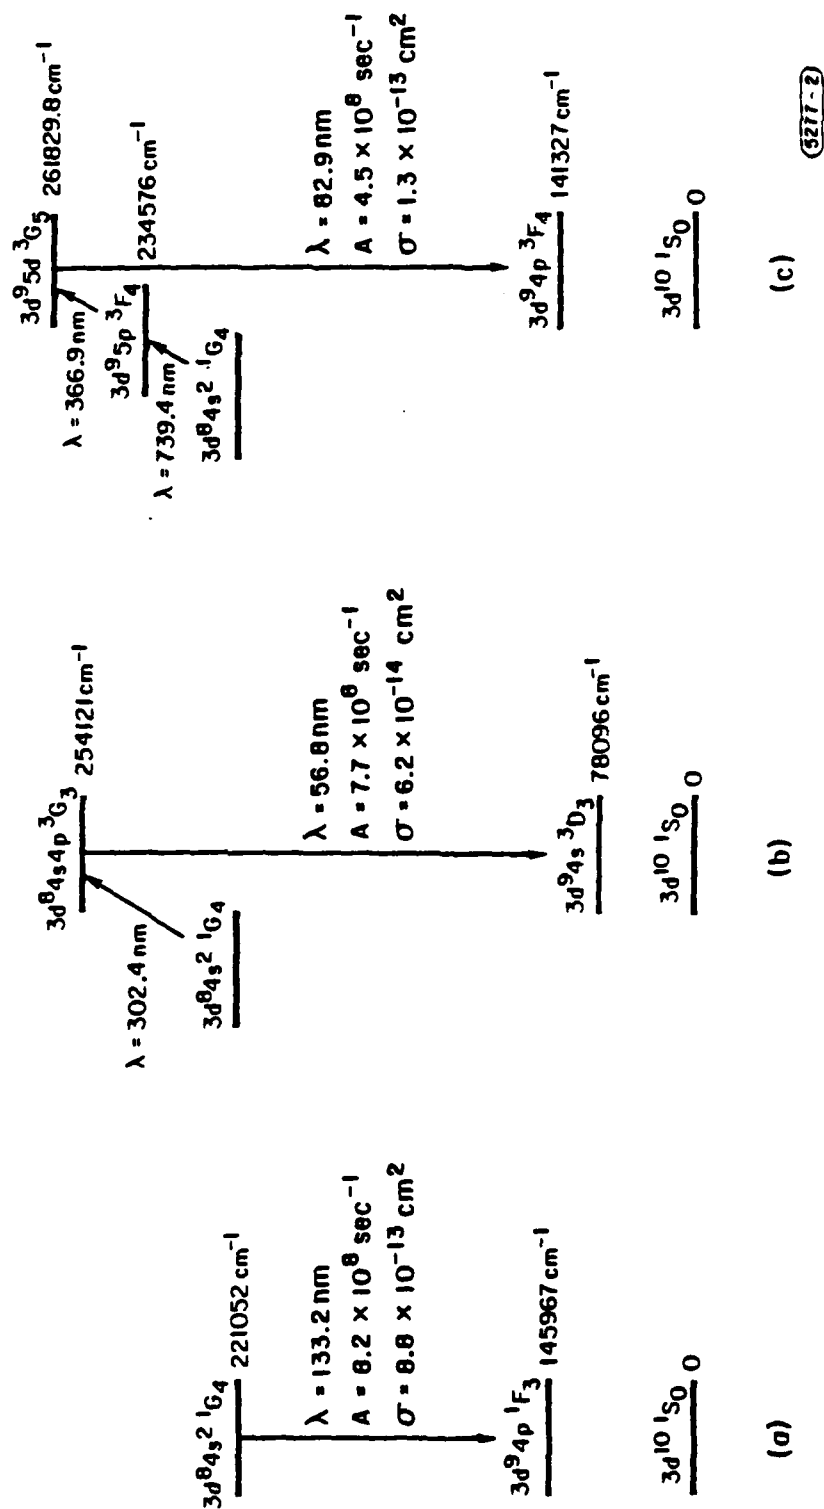 3d⁸4s² ¹G₄ 221052 cm⁻¹
λ = 133.2 nm
A = 8.2 × 10⁸ sec⁻¹
σ = 8.8 × 10⁻¹³ cm²
3d⁹4p ¹F₃ 145967 cm⁻¹
3d¹⁰ ¹S₀ 0
(a)
3d⁸4s4p ³G₃ 254121 cm⁻¹
λ = 302.4 nm
3d⁸4s² ¹G₄
λ = 56.8 nm
A = 7.7 × 10⁸ sec⁻¹
σ = 6.2 × 10⁻¹⁴ cm²
3d⁹4s ³D₃ 78096 cm⁻¹
3d¹⁰ ¹S₀ 0
(b)
3d⁹5d ³G₅ 261829.8 cm⁻¹
λ = 366.9 nm
3d⁹5p ³F₄ 234576 cm⁻¹
λ = 739.4 nm
3d⁸4s² ¹G₄
λ = 82.9 nm
A = 4.5 × 10⁸ sec⁻¹
σ = 1.3 × 10⁻¹³ cm²
3d⁹4p ³F₄ 141327 cm⁻¹
3d¹⁰ ¹S₀ 0
(c)
5277-2